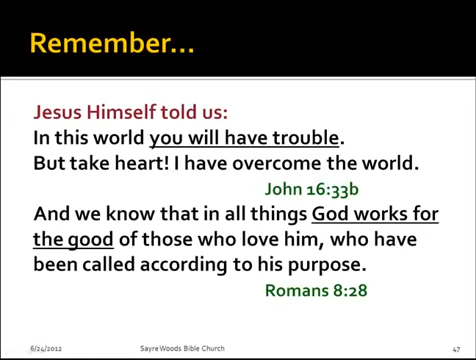 Remember...
Jesus Himself told us:
In this world you will have trouble.
But take heart! I have overcome the world.
John 16:33b
And we know that in all things God works for
the good of those who love him, who have
been called according to his purpose.
Romans 8:28
6/24/2012 Sayre Woods Bible Church 47